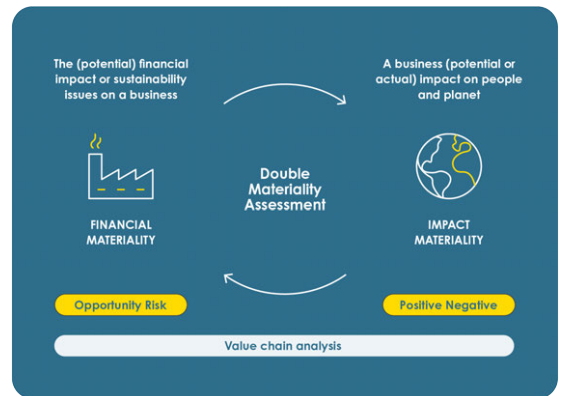 The (potential) financial
impact or sustainability
issues on a business
A business (potential or
actual) impact on people
and planet
Double
Materiality
Assessment
FINANCIAL
MATERIALITY
IMPACT
MATERIALITY
Opportunity Risk
Positive Negative
Value chain analysis